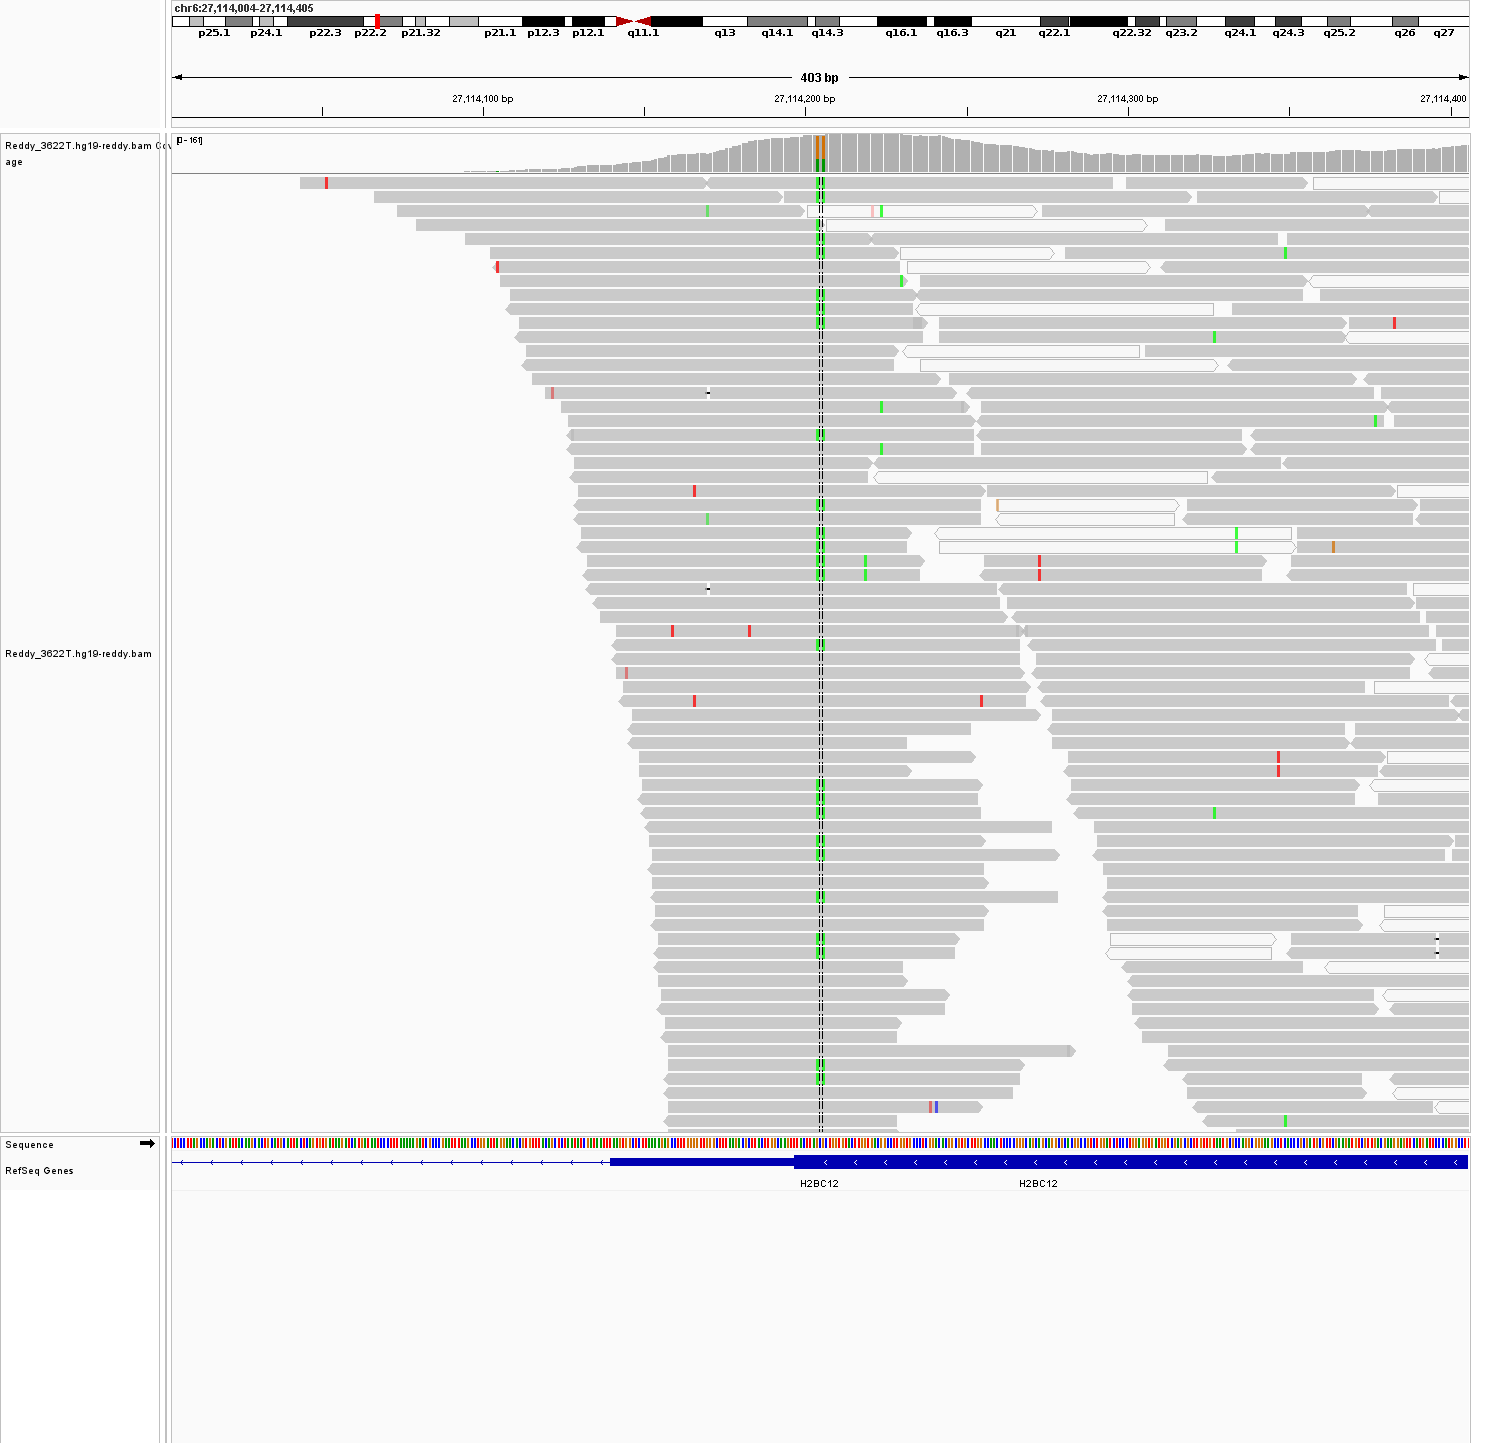 chr6:27,114,004-27,114,405
p25.1 p24.1 p22.3 p22.2 p21.32 p21.1 p12.3 p12.1 q11.1 q13 q14.1 q14.3 q16.1 q16.3 q21 q22.1 q22.32 q23.2 q24.1 q24.3 q25.2 q26 q27
403 bp
27,114,100 bp 27,114,200 bp 27,114,300 bp 27,114,400
Reddy_3622T.hg19-reddy.bam Cov
age
[0 - 161]
Reddy_3622T.hg19-reddy.bam
Sequence
RefSeq Genes
H2BC12 H2BC12